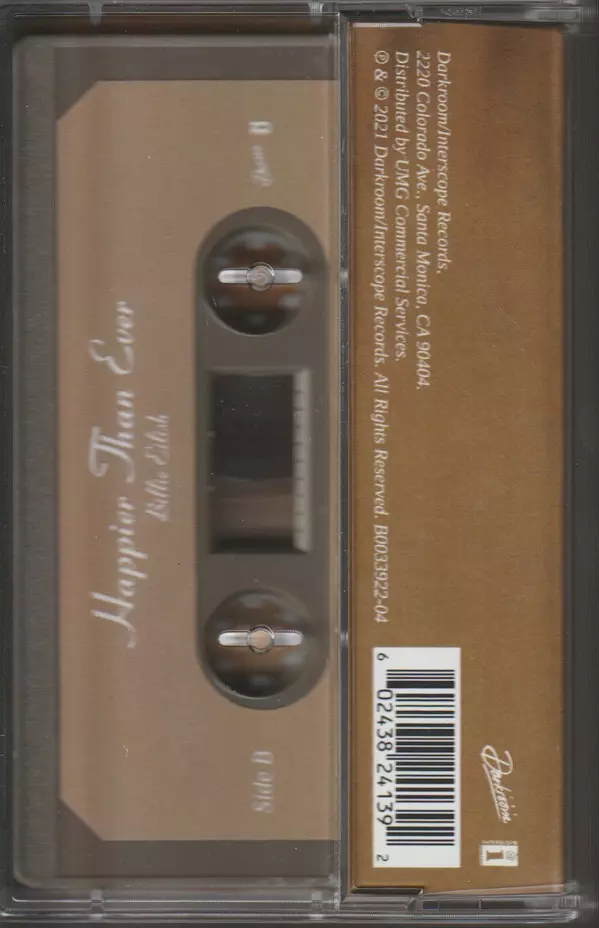 Happier Than Ever
Billie Eilish
Side B
Darkroom/Interscope Records,
2220 Colorado Ave., Santa Monica, CA 90404.
Distributed by UMG Commercial Services.
℗ & © 2021 Darkroom/Interscope Records. All Rights Reserved. B0033922-04
6 02438 24139 2
Darkroom